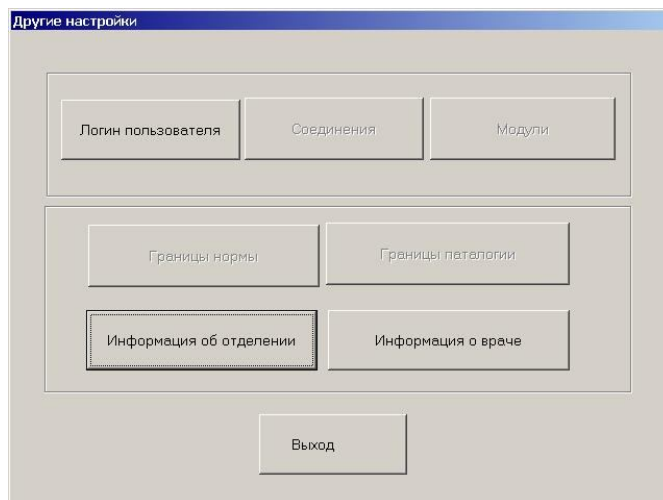 Другие настройки
Логин пользователя
Соединения
Модули
Границы нормы
Границы паталогии
Информация об отделении
Информация о враче
Выход